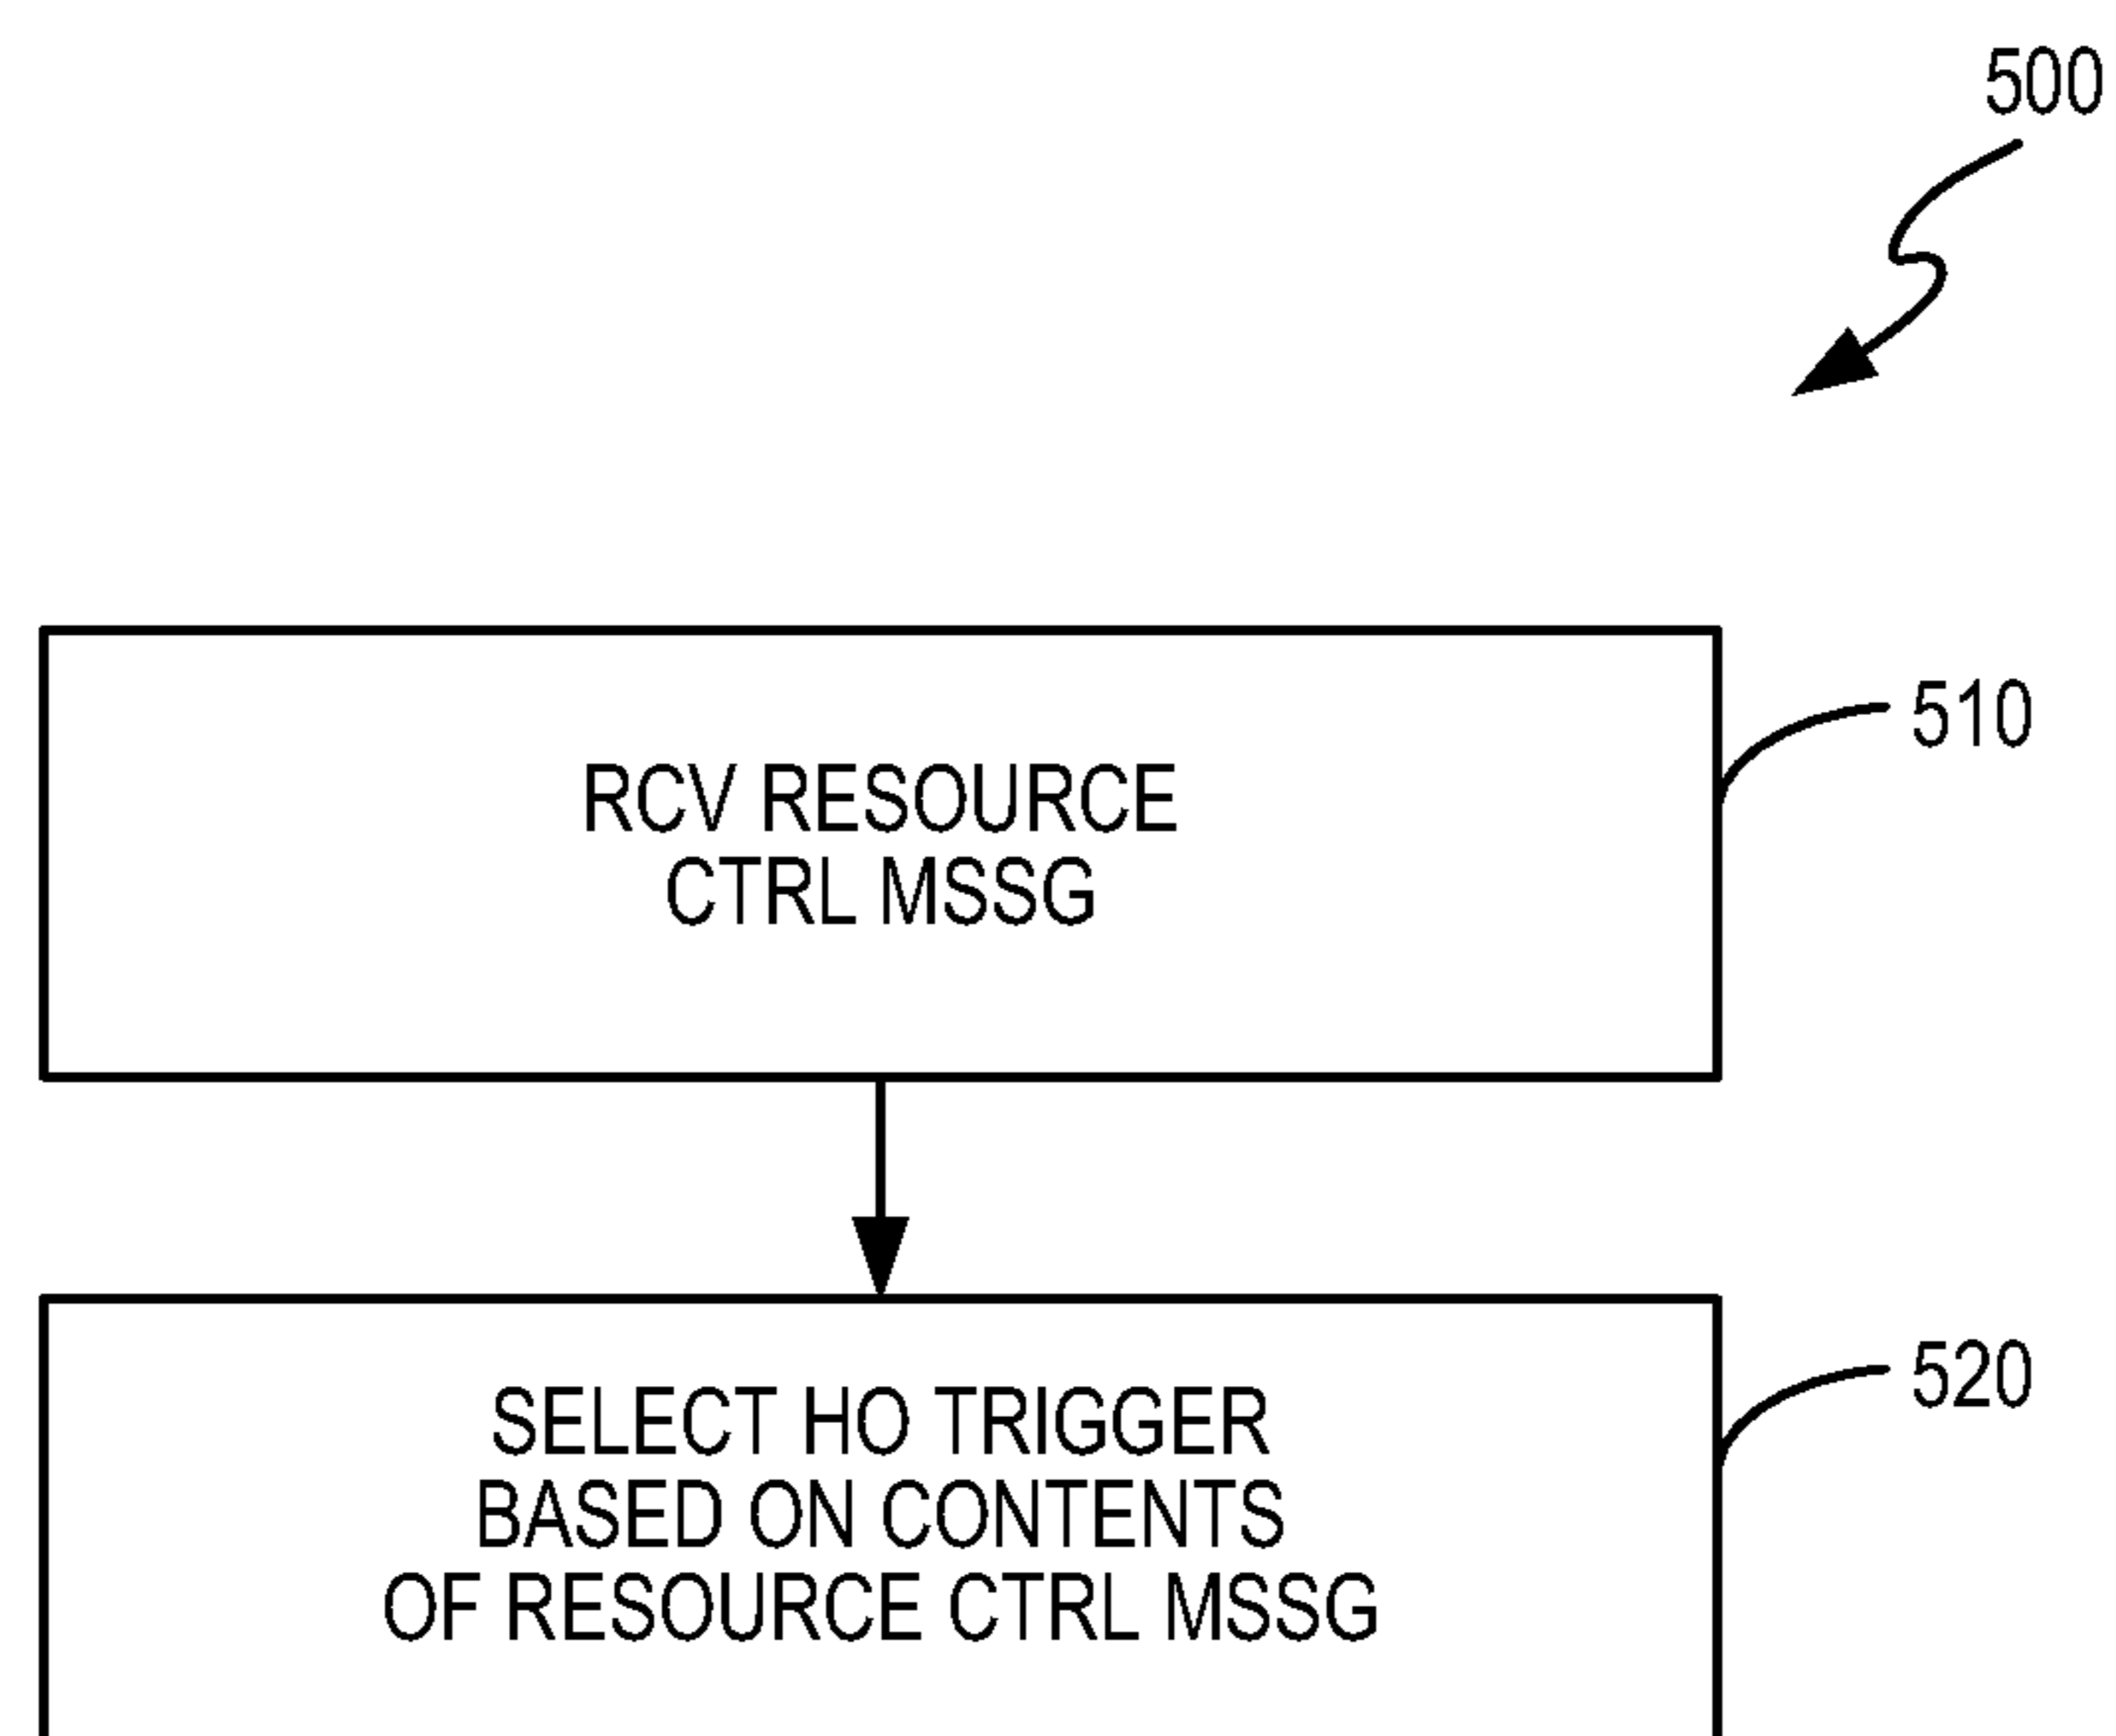 500
RCV RESOURCE
CTRL MSSG
510
SELECT HO TRIGGER
BASED ON CONTENTS
OF RESOURCE CTRL MSSG
520